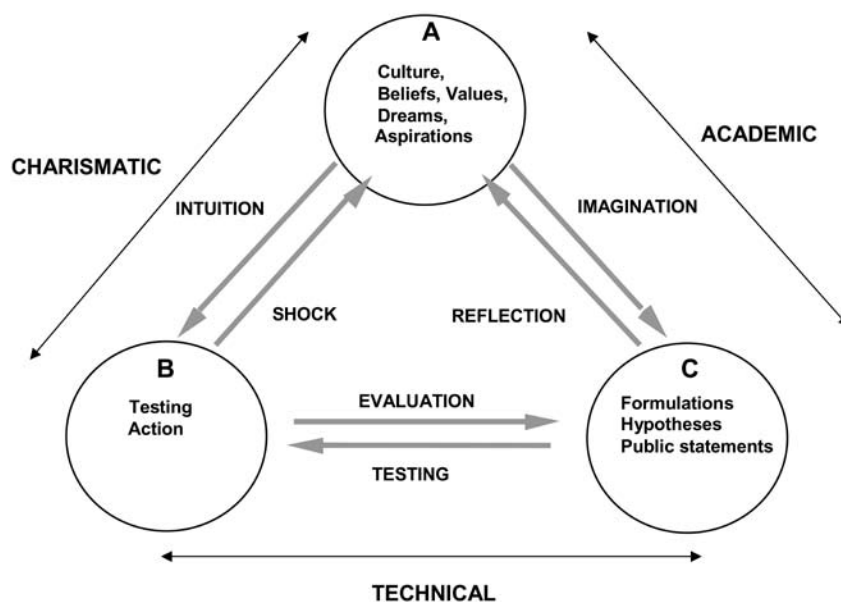 A
Culture,
Beliefs, Values,
Dreams,
Aspirations
ACADEMIC
CHARISMATIC
INTUITION
IMAGINATION
SHOCK
REFLECTION
B
Testing
Action
EVALUATION
TESTING
C
Formulations
Hypotheses
Public statements
TECHNICAL